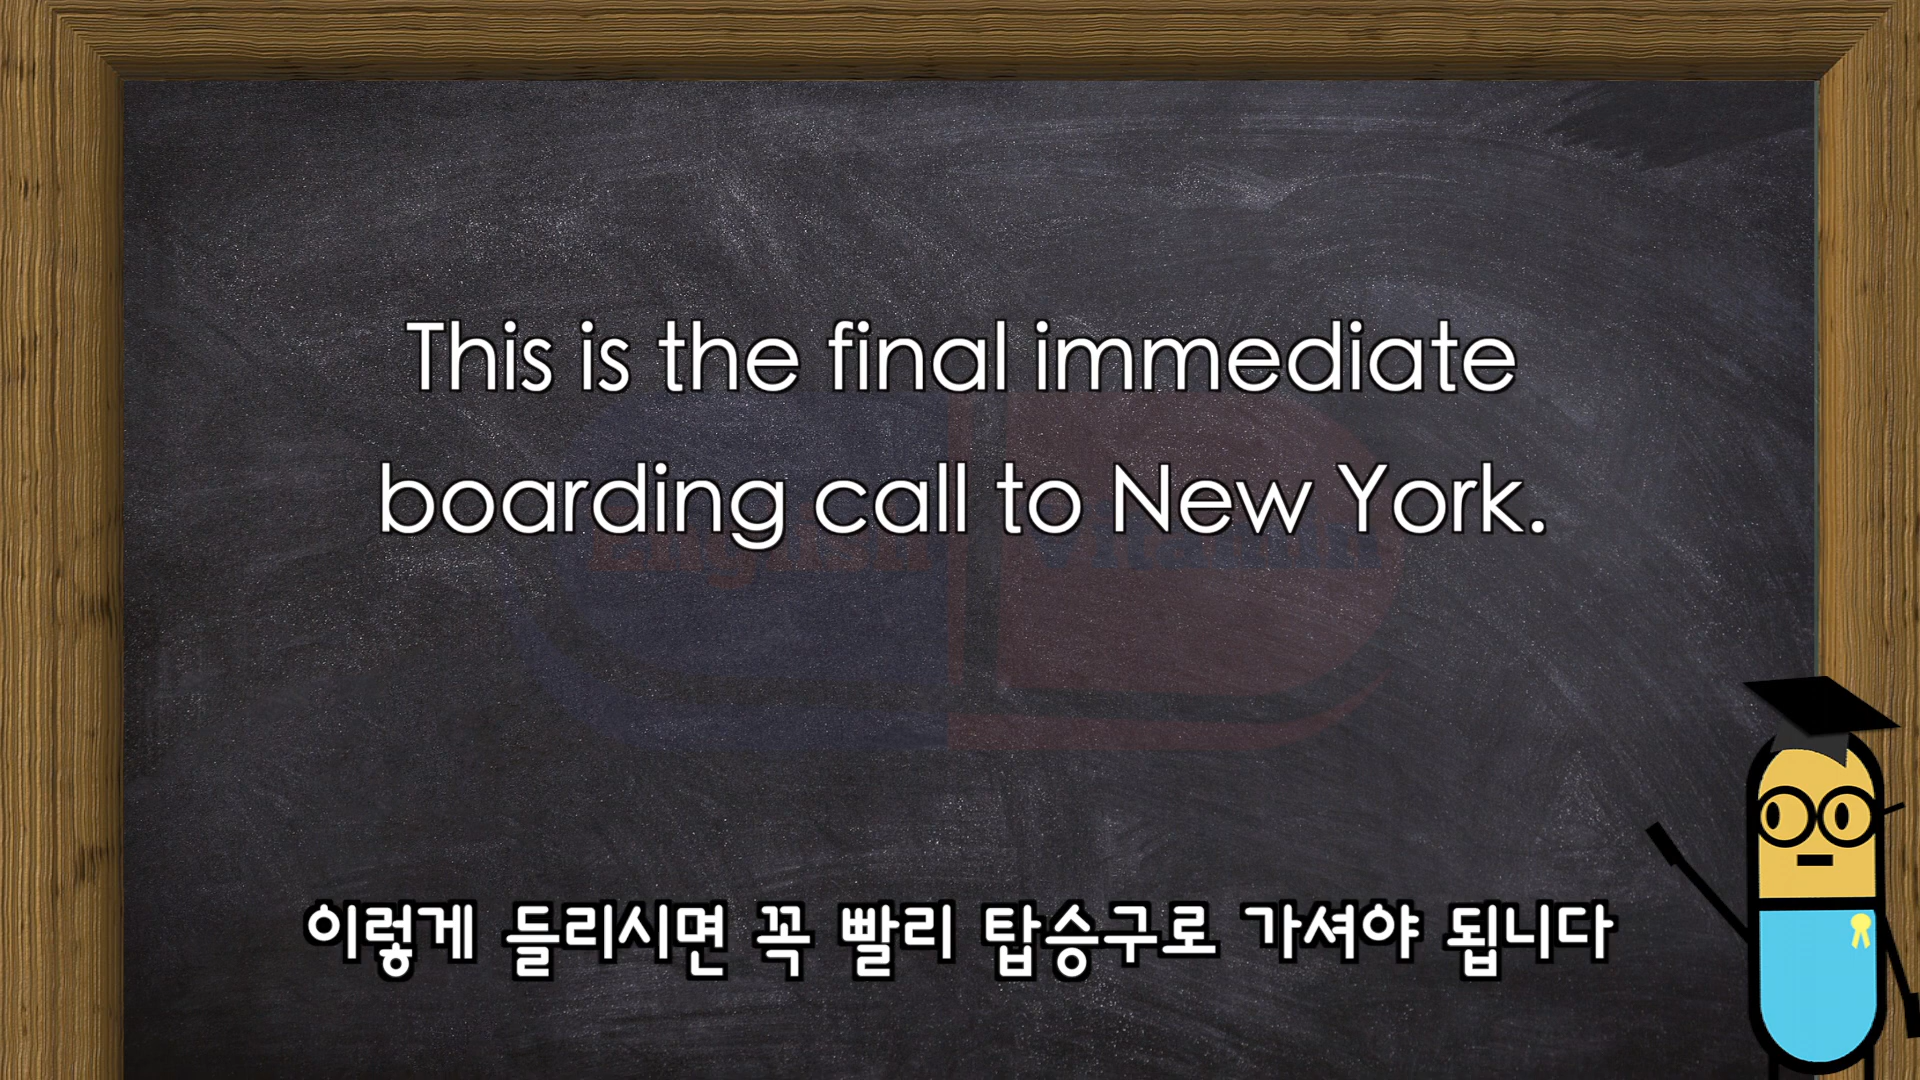 This is the final immediate
boarding call to New York.
English
이렇게 들리시면 꼭 빨리 탑승구로 가셔야 됩니다